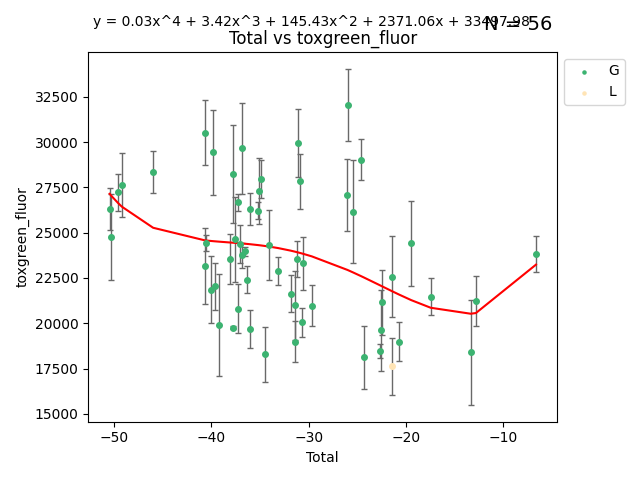 y = 0.03x^4 + 3.42x^3 + 145.43x^2 + 2371.06x + 33497.98
N = 56
Total vs toxgreen_fluor
G
L
toxgreen_fluor
32500
30000
27500
25000
22500
20000
17500
15000
−50 −40 −30 −20 −10
Total